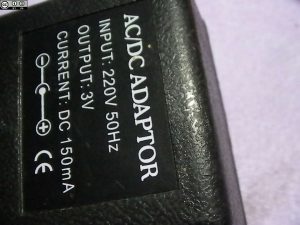 AC/DC ADAPTOR
INPUT: 220V 50Hz
OUTPUT: 3V
CURRENT: DC 150mA
- +
CE